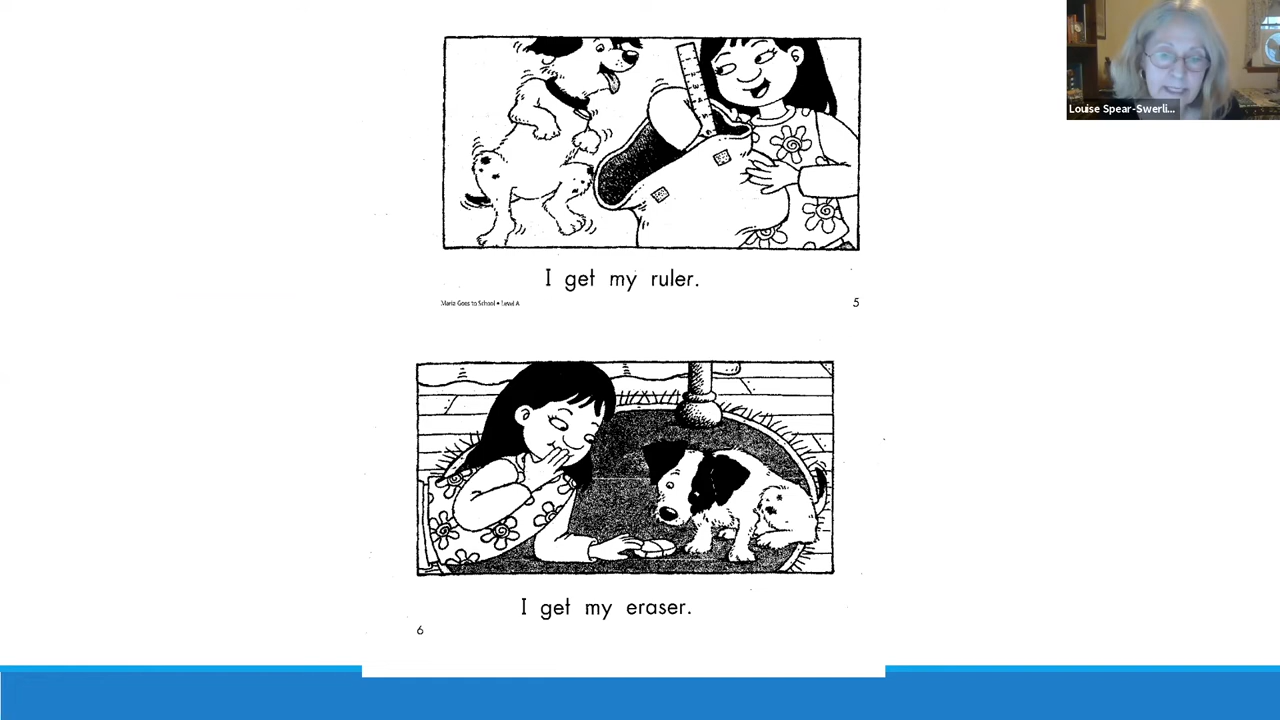 Louise Spear-Swerli...
I get my ruler.
Maria Goes to School • Level A
5
I get my eraser.
6